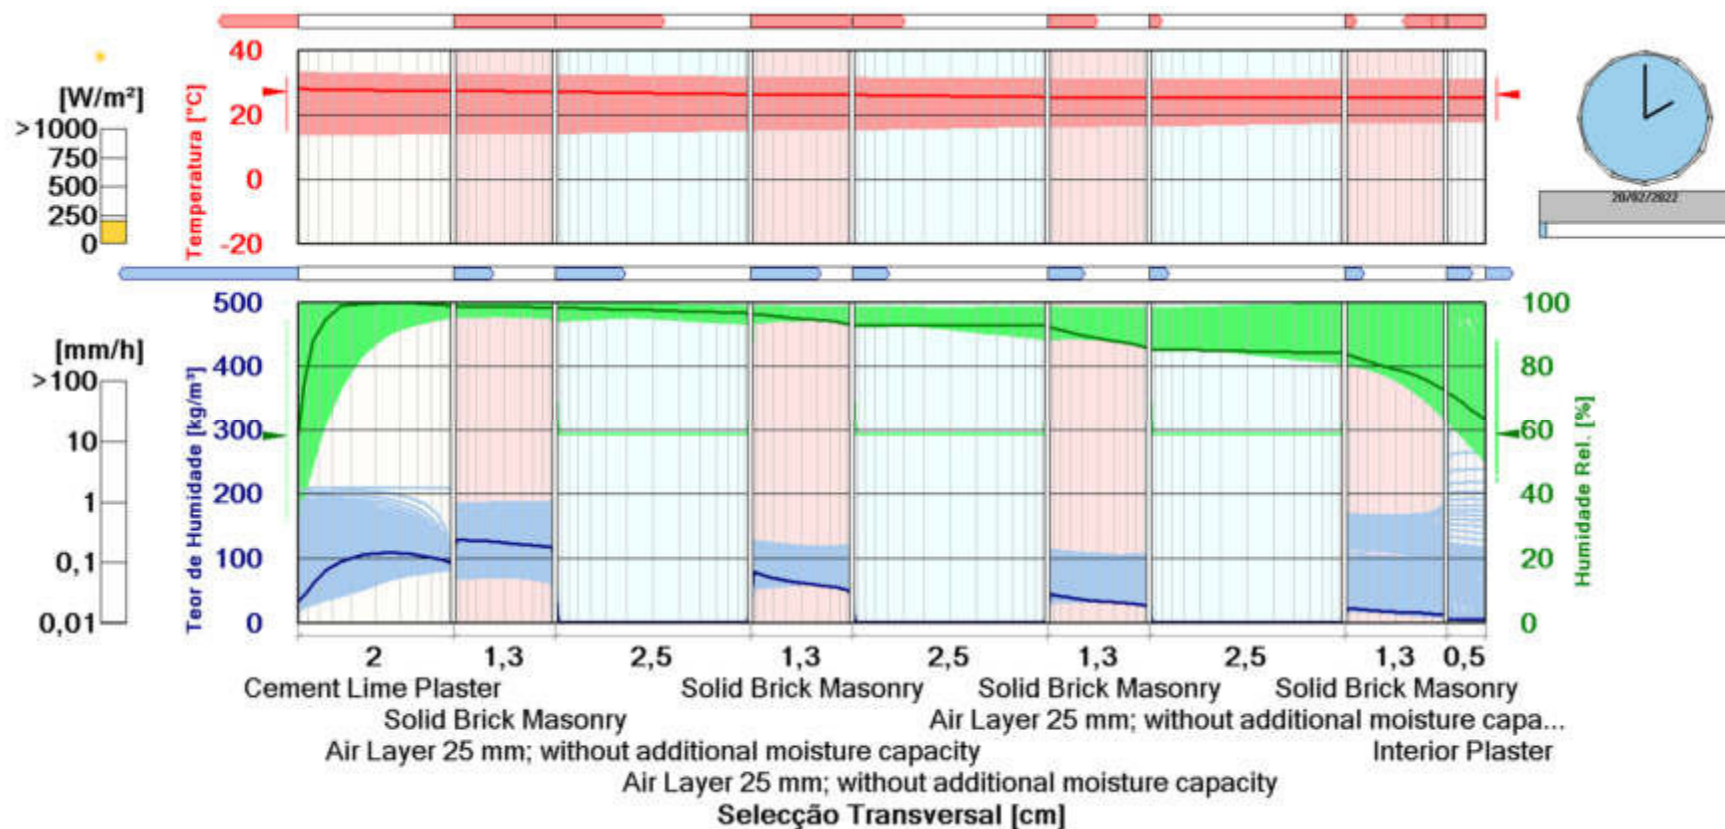 40
[W/m²]
>1000
750
500
250
0
Temperatura [°C]
20
0
-20
20/02/2022
[mm/h]
>100
10
1
0,1
0,01
Teor de Humidade [kg/m³]
500
400
300
200
100
0
100
80
60
40
20
0
Humidade Rel. [%]
2 1,3 2,5 1,3 2,5 1,3 2,5 1,3 0,5
Cement Lime Plaster Solid Brick Masonry Solid Brick Masonry Solid Brick Masonry
Solid Brick Masonry Air Layer 25 mm; without additional moisture capa...
Air Layer 25 mm; without additional moisture capacity Interior Plaster
Air Layer 25 mm; without additional moisture capacity
Selecção Transversal [cm]